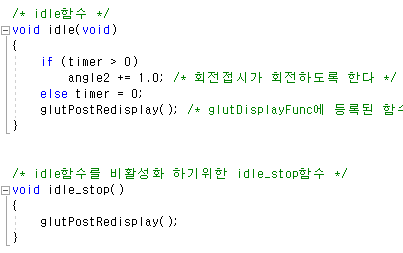 /* idle함수 */
void idle(void)
{
if (timer > 0)
angle2 += 1.0; /* 회전접시가 회전하도록 한다 */
else timer = 0;
glutPostRedisplay(); /* glutDisplayFunc에 등록된 함수
}
/* idle함수를 비활성화 하기위한 idle_stop함수 */
void idle_stop()
{
glutPostRedisplay();
}